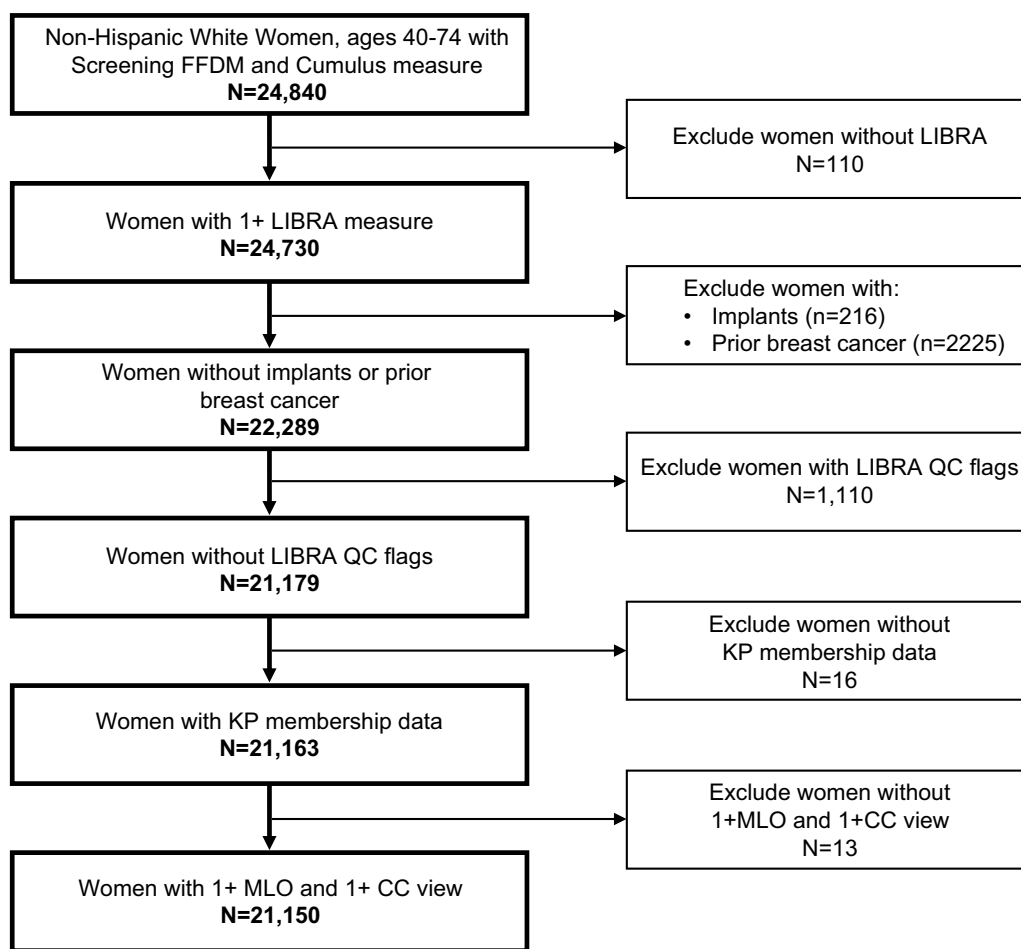 Non-Hispanic White Women, ages 40-74 with
Screening FFDM and Cumulus measure
N=24,840
Exclude women without LIBRA
N=110
Women with 1+ LIBRA measure
N=24,730
Exclude women with:
• Implants (n=216)
• Prior breast cancer (n=2225)
Women without implants or prior
breast cancer
N=22,289
Exclude women with LIBRA QC flags
N=1,110
Women without LIBRA QC flags
N=21,179
Exclude women without
KP membership data
N=16
Women with KP membership data
N=21,163
Exclude women without
1+MLO and 1+CC view
N=13
Women with 1+ MLO and 1+ CC view
N=21,150